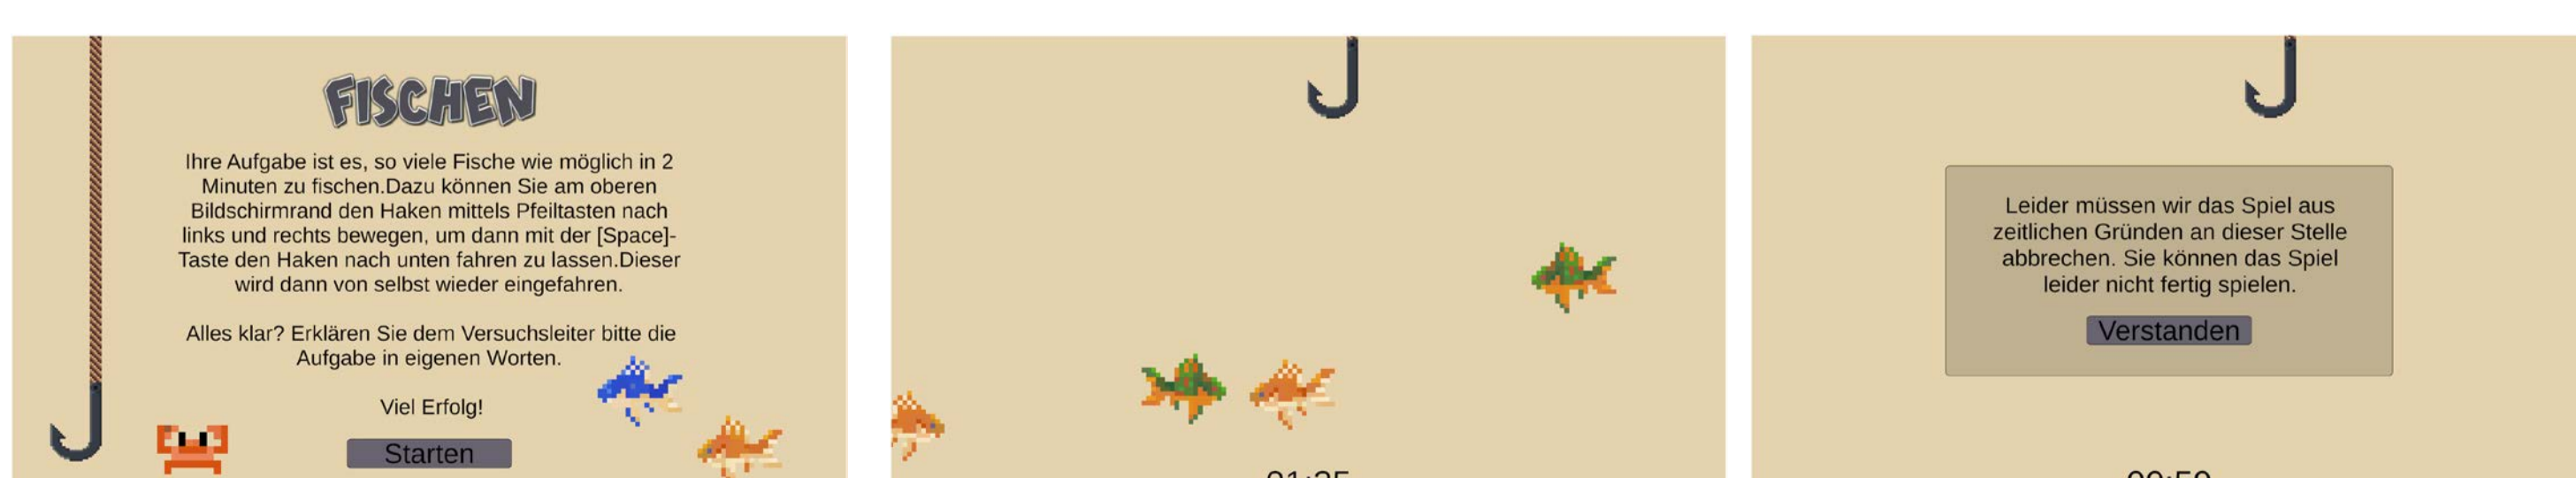 FISCHEN
Ihre Aufgabe ist es, so viele Fische wie möglich in 2
Minuten zu fischen.Dazu können Sie am oberen
Bildschirmrand den Haken mittels Pfeiltasten nach
links und rechts bewegen, um dann mit der [Space]-
Taste den Haken nach unten fahren zu lassen.Dieser
wird dann von selbst wieder eingefahren.
Alles klar? Erklären Sie dem Versuchsleiter bitte die
Aufgabe in eigenen Worten.
Viel Erfolg!
Starten
Leider müssen wir das Spiel aus
zeitlichen Gründen an dieser Stelle
abbrechen. Sie können das Spiel
leider nicht fertig spielen.
Verstanden